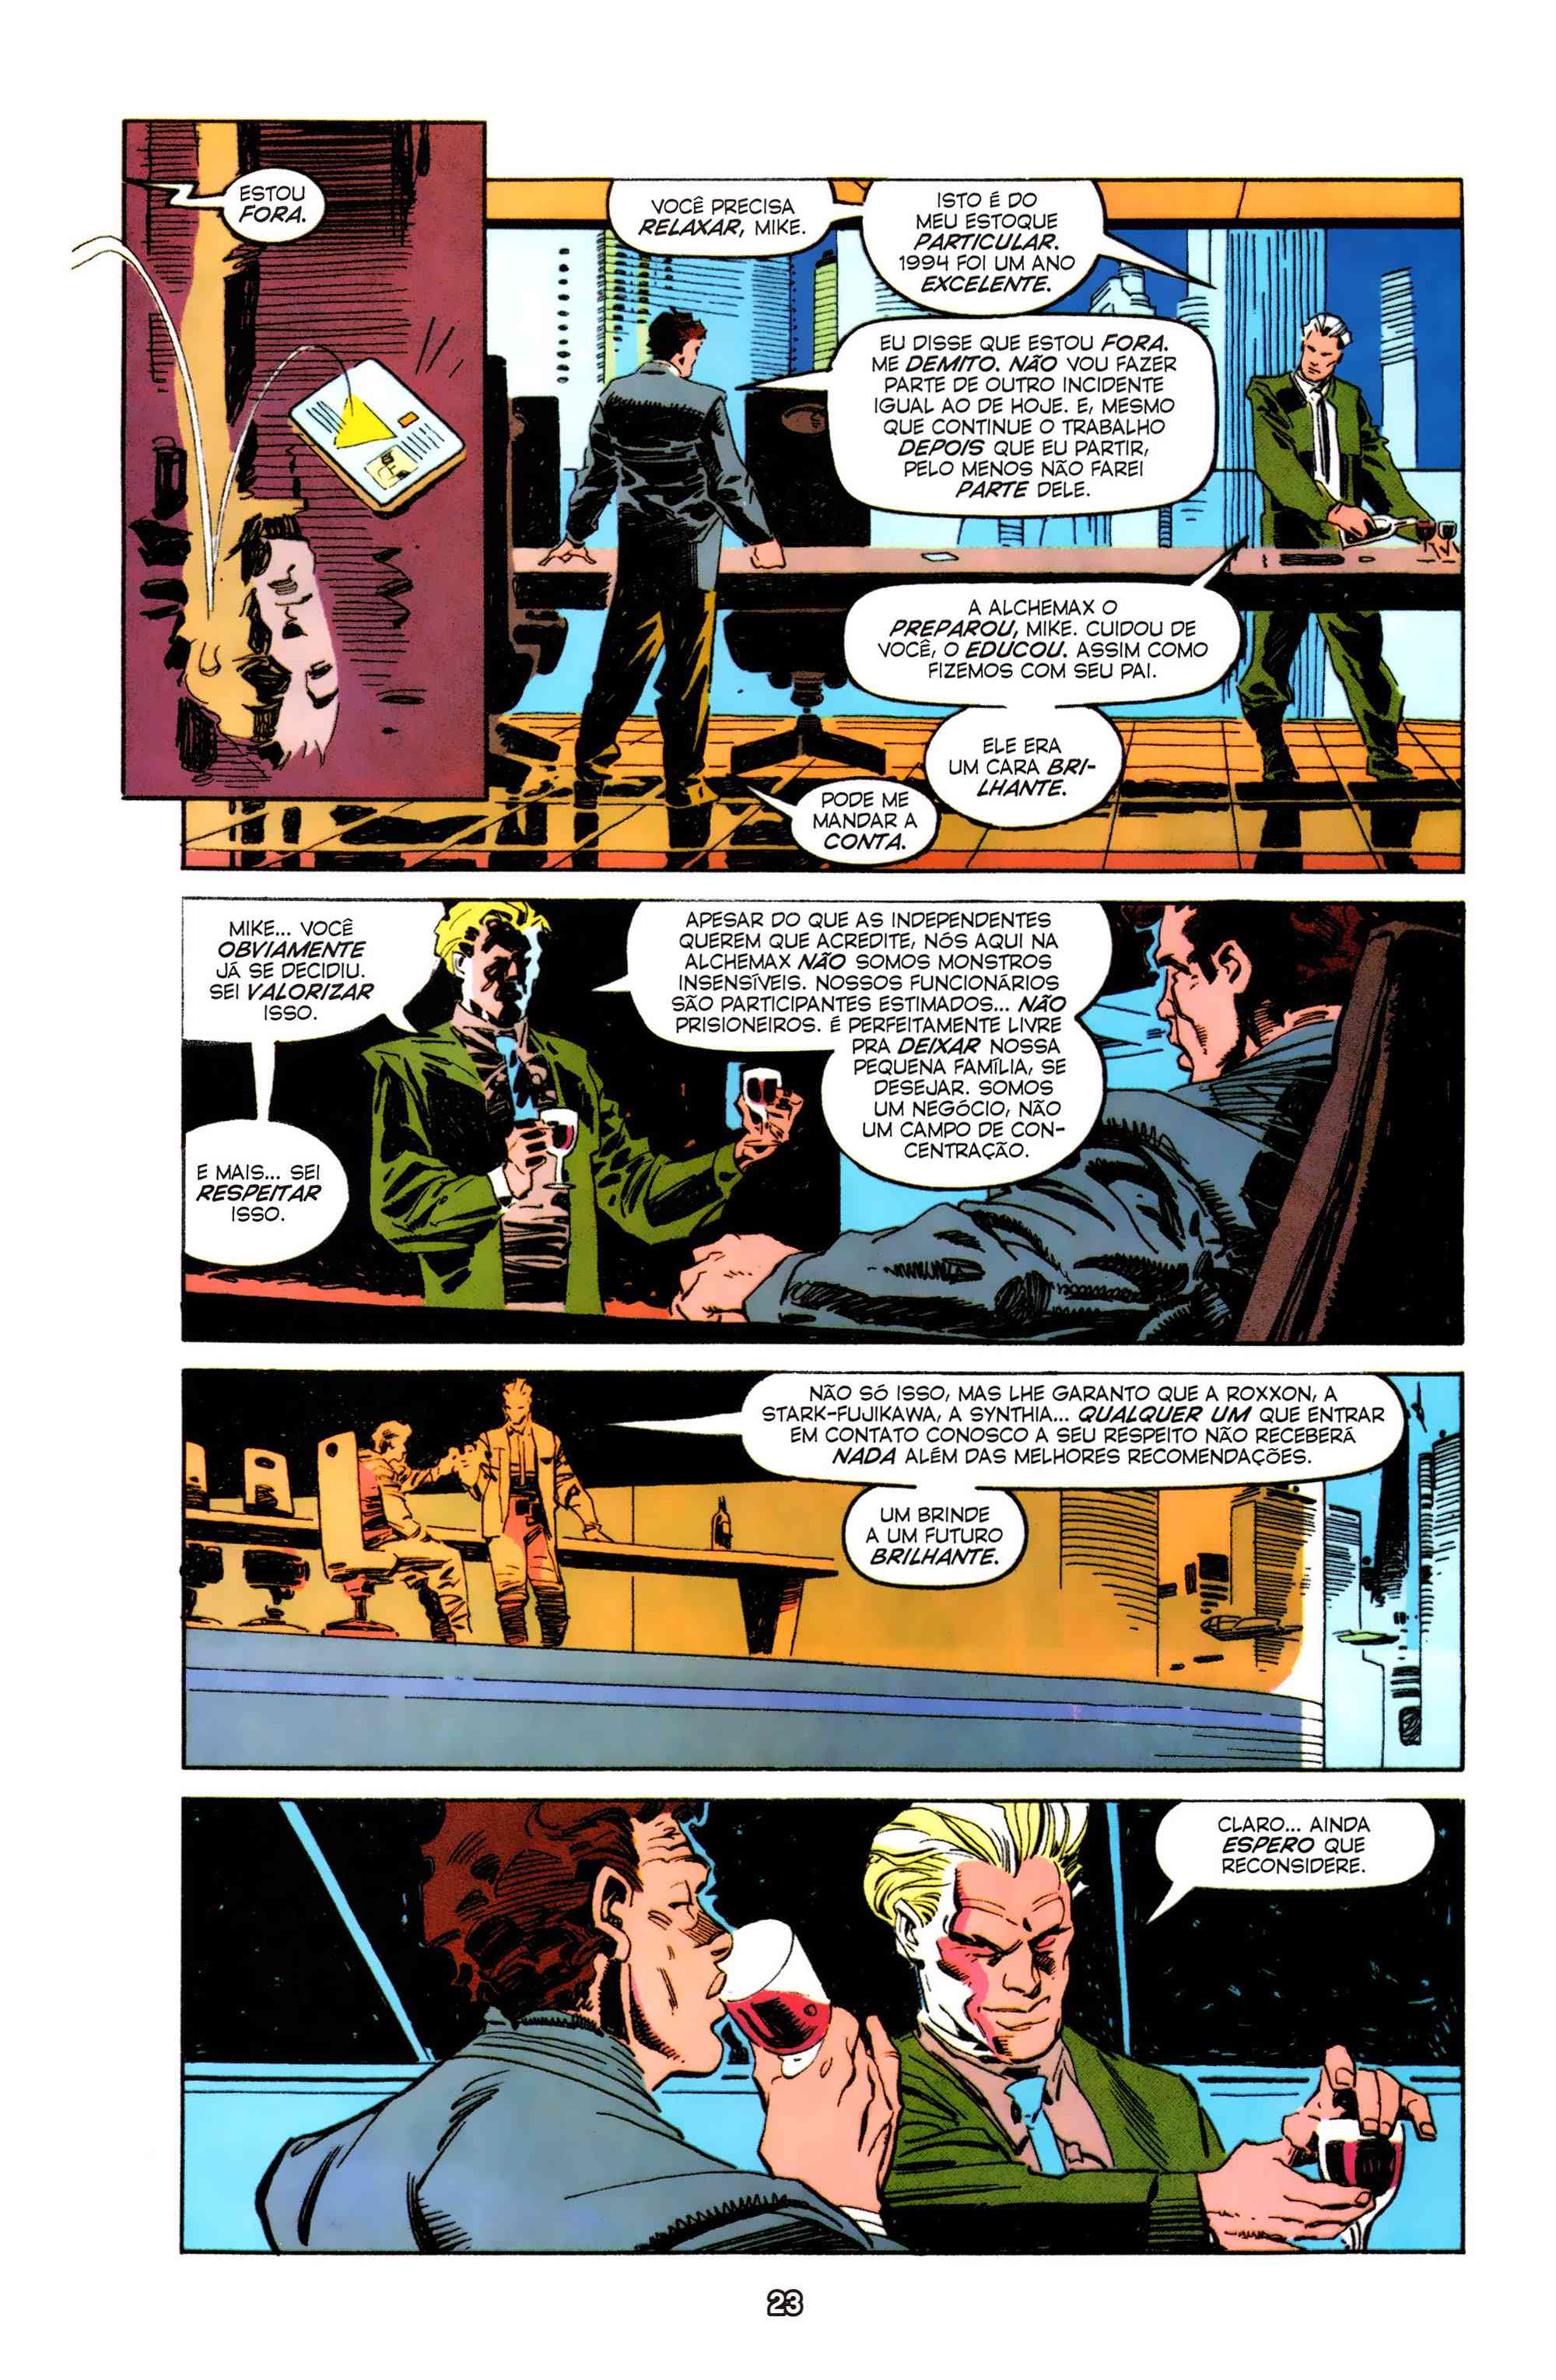 ESTOU
FORA.
VOCÊ PRECISA
RELAXAR, MIKE.
ISTO É DO
MEU ESTOQUE
PARTICULAR.
1994 FOI UM ANO
EXCELENTE.
EU DISSE QUE ESTOU FORA.
ME DEMITO. NÃO VOU FAZER
PARTE DE OUTRO INCIDENTE
IGUAL AO DE HOJE. E, MESMO
QUE CONTINUE O TRABALHO
DEPOIS QUE EU PARTIR,
PELO MENOS NÃO FAREI
PARTE DELE.
A ALCHEMAX O
PREPAROU, MIKE. CUIDOU DE
VOCÊ, O EDUCOU. ASSIM COMO
FIZEMOS COM SEU PAI.
ELE ERA
UM CARA BRI-
LHANTE.
PODE ME
MANDAR A
CONTA.
MIKE... VOCÊ
OBVIAMENTE
JÁ SE DECIDIU.
SEI VALORIZAR
ISSO.
E MAIS... SEI
RESPEITAR
ISSO.
APESAR DO QUE AS INDEPENDENTES
QUEREM QUE ACREDITE, NÓS AQUI NA
ALCHEMAX NÃO SOMOS MONSTROS
INSENSÍVEIS. NOSSOS FUNCIONÁRIOS
SÃO PARTICIPANTES ESTIMADOS... NÃO
PRISIONEIROS. É PERFEITAMENTE LIVRE
PRA DEIXAR NOSSA
PEQUENA FAMÍLIA, SE
DESEJAR. SOMOS
UM NEGÓCIO, NÃO
UM CAMPO DE CON-
CENTRAÇÃO.
NÃO SÓ ISSO, MAS LHE GARANTO QUE A ROXXON, A
STARK-FUJIKAWA, A SYNTHIA... QUALQUER UM QUE ENTRAR
EM CONTATO CONOSCO A SEU RESPEITO NÃO RECEBERÁ
NADA ALÉM DAS MELHORES RECOMENDAÇÕES.
UM BRINDE
A UM FUTURO
BRILHANTE.
CLARO... AINDA
ESPERO QUE
RECONSIDERE.
23